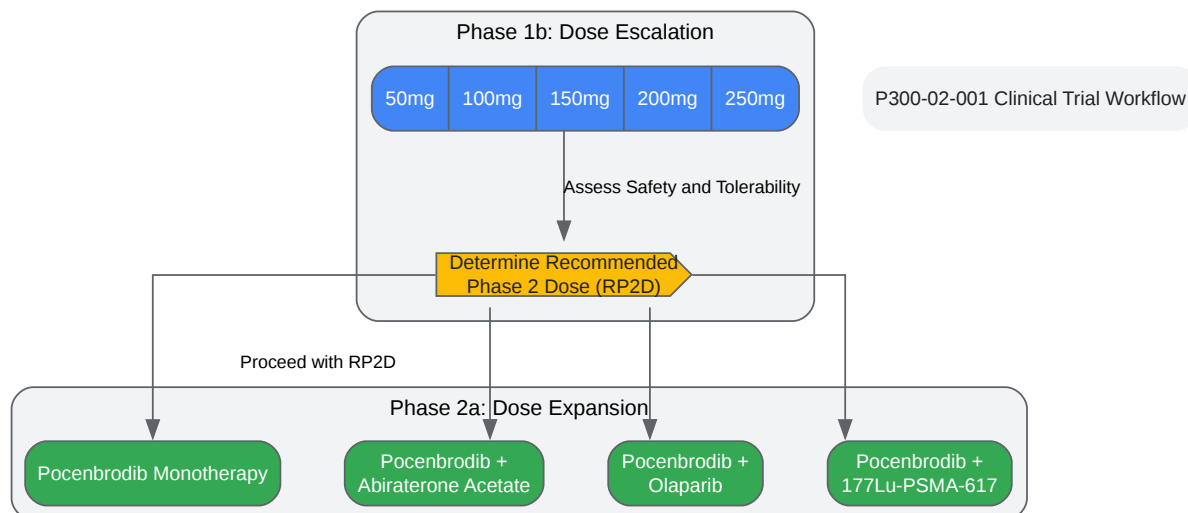 Phase 1b: Dose Escalation
50mg
100mg
150mg
200mg
250mg
P300-02-001 Clinical Trial Workflow
Assess Safety and Tolerability
Determine Recommended
Phase 2 Dose (RP2D)
Proceed with RP2D
Phase 2a: Dose Expansion
Pocenbrodib Monotherapy
Pocenbrodib +
Abiraterone Acetate
Pocenbrodib +
Olaparib
Pocenbrodib +
177Lu-PSMA-617